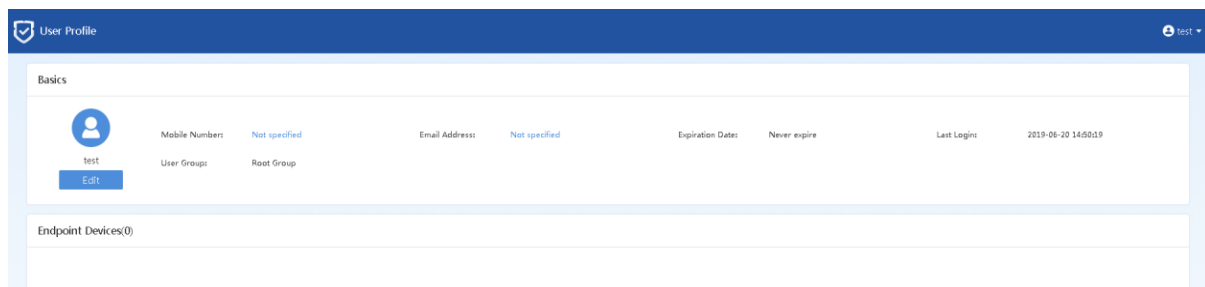 User Profile
test
Basics
Mobile Number: Not specified Email Address: Not specified Expiration Date: Never expire Last Login: 2019-06-20 14:50:19
test
User Group: Root Group
Edit
Endpoint Devices(0)